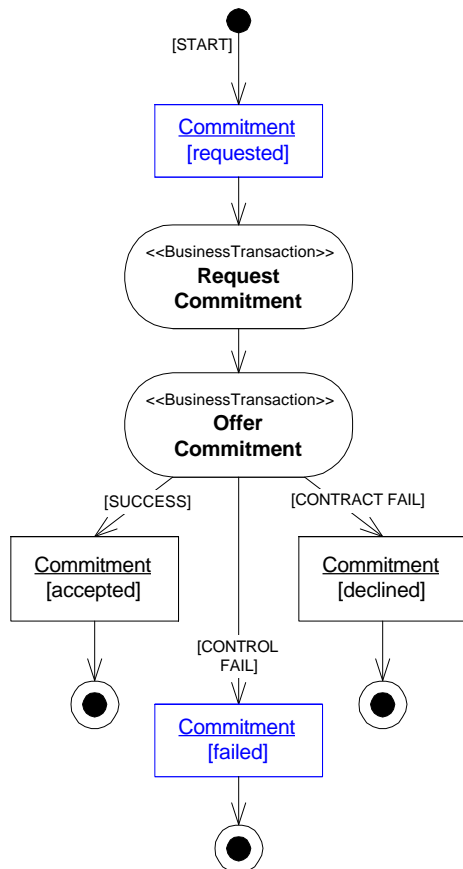 [START]
Commitment
[requested]
<<BusinessTransaction>>
Request
Commitment
<<BusinessTransaction>>
Offer
Commitment
[SUCCESS]
[CONTRACT FAIL]
Commitment
[accepted]
Commitment
[declined]
[CONTROL
FAIL]
Commitment
[failed]